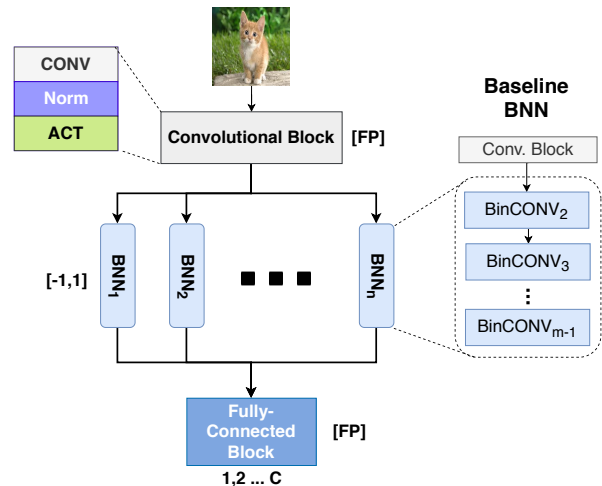 CONV
Norm
ACT
Convolutional Block
[FP]
Baseline
BNN
Conv. Block
BinCONV2
BinCONV3
BinCONVm-1
[-1,1]
BNN1
BNN2
BNNn
Fully-
Connected
Block
[FP]
1,2 ... C